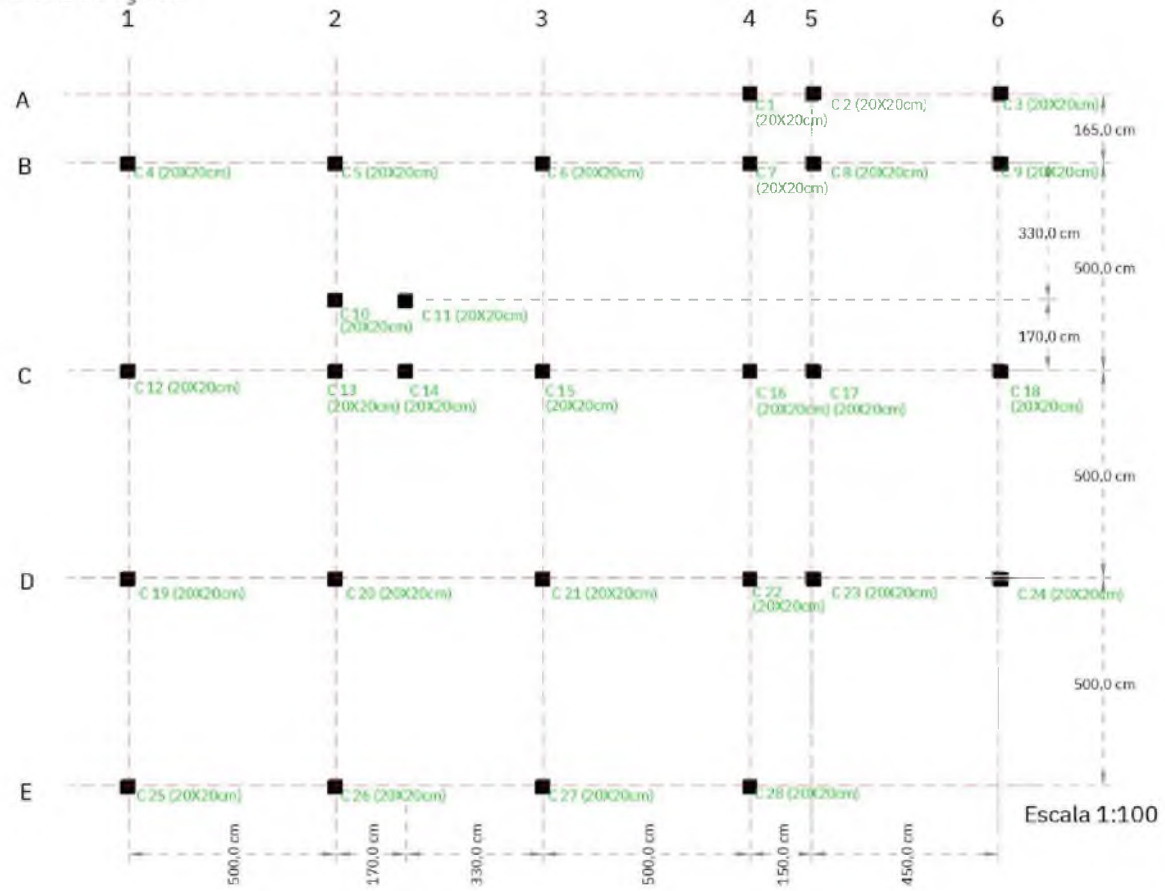 1 2 3 4 5 6
A
C 1 (20X20cm)
C 2 (20X20cm)
C 3 (20X20cm)
165,0 cm
B
C 4 (20X20cm)
C 5 (20X20cm)
C 6 (20X20cm)
C 7 (20X20cm)
C 8 (20X20cm)
C 9 (20X20cm)
330,0 cm
500,0 cm
C 10 (20X20cm)
C 11 (20X20cm)
170,0 cm
C
C 12 (20X20cm)
C 13 (20X20cm)
C 14 (20X20cm)
C 15 (20X20cm)
C 16 (20X20cm)
C 17 (20X20cm)
C 18 (20X20cm)
500,0 cm
D
C 19 (20X20cm)
C 20 (20X20cm)
C 21 (20X20cm)
C 22 (20X20cm)
C 23 (20X20cm)
C 24 (20X20cm)
500,0 cm
E
C 25 (20X20cm)
C 26 (20X20cm)
C 27 (20X20cm)
C 28 (20X20cm)
Escala 1:100
500,0 cm
170,0 cm
330,0 cm
500,0 cm
150,0 cm
450,0 cm